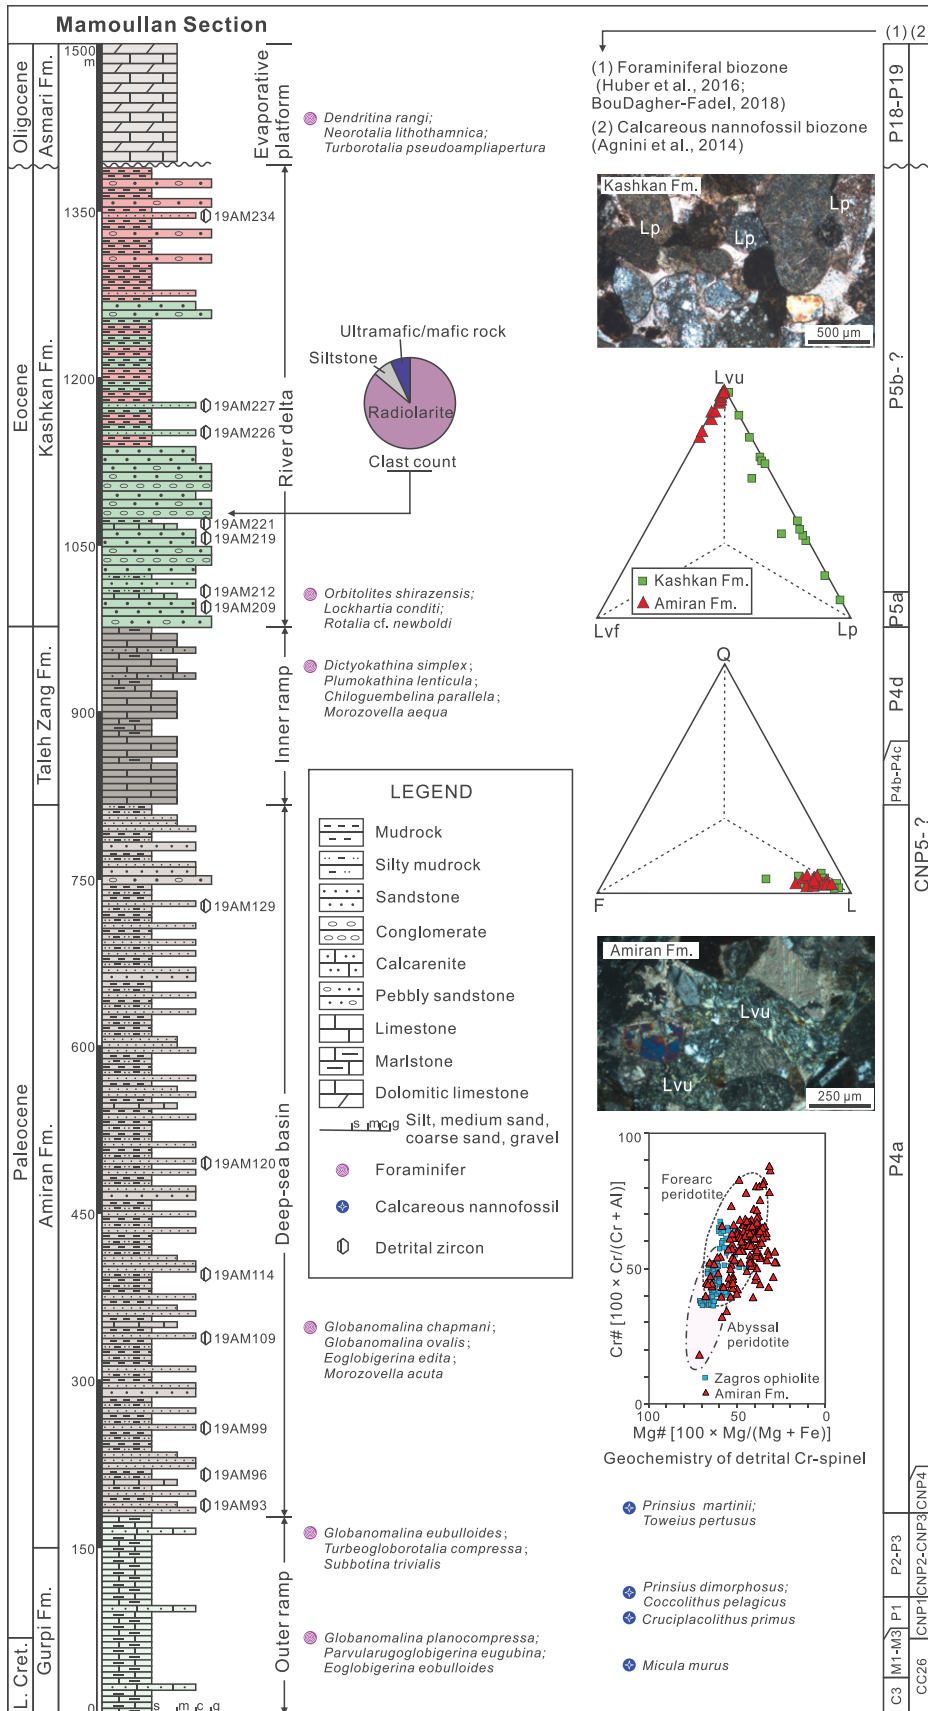 Mamoullan Section
(1) (2)
1500
m
1350
1200
1050
900
750
600
450
300
150
0
s m c g
Oligocene
Eocene
Paleocene
L. Cret.
Asmari Fm.
Kashkan Fm.
Taleh Zang Fm.
Amiran Fm.
Gurpi Fm.
19AM234
19AM227
19AM226
19AM221
19AM219
19AM212
19AM209
19AM129
19AM120
19AM114
19AM109
19AM99
19AM96
19AM93
Evaporative
platform
River delta
Inner ramp
Deep-sea basin
Outer ramp
Dendritina rangi;
Neorotalia lithothamnica;
Turborotalia pseudoampliapertura
Ultramafic/mafic rock
Siltstone
Radiolarite
Clast count
Orbitolites shirazensis;
Lockhartia conditi;
Rotalia cf. newboldi
Dictyokathina simplex;
Plumokathina lenticula;
Chiloguembelina parallela;
Morozovella aequa
LEGEND
Mudrock
Silty mudrock
Sandstone
Conglomerate
Calcarenite
Pebbly sandstone
Limestone
Marlstone
Dolomitic limestone
s m c g
Silt, medium sand,
coarse sand, gravel
Foraminifer
Calcareous nannofossil
Detrital zircon
Globanomalina chapmani;
Globanomalina ovalis;
Eoglobigerina edita;
Morozovella acuta
Globanomalina eubulloides;
Turbeogloborotalia compressa;
Subbotina trivialis
Globanomalina planocompressa;
Parvularugoglobigerina eugubina;
Eoglobigerina eobulloides
(1) Foraminiferal biozone
(Huber et al., 2016;
BouDagher-Fadel, 2018)
(2) Calcareous nannofossil biozone
(Agnini et al., 2014)
Kashkan Fm.
Lp
Lp
Lp
500 µm
Lvu
Kashkan Fm.
Amiran Fm.
Lvf
Lp
Q
F
L
Amiran Fm.
Lvu
Lvu
250 µm
100
50
0
Cr# [100 × Cr/(Cr + Al)]
Forearc
peridotite
Abyssal
peridotite
Zagros ophiolite
Amiran Fm.
100
50
0
Mg# [100 × Mg/(Mg + Fe)]
Geochemistry of detrital Cr-spinel
Prinsius martinii;
Toweius pertusus
Prinsius dimorphosus;
Coccolithus pelagicus
Cruciplacolithus primus
Micula murus
P18-P19
P5b-?
P5a
P4d
P4b-P4c
P4a
P2-P3
P1
M1-M3
C3
CNP5-?
CNP4
CNP2-CNP3
CNP1
CC26